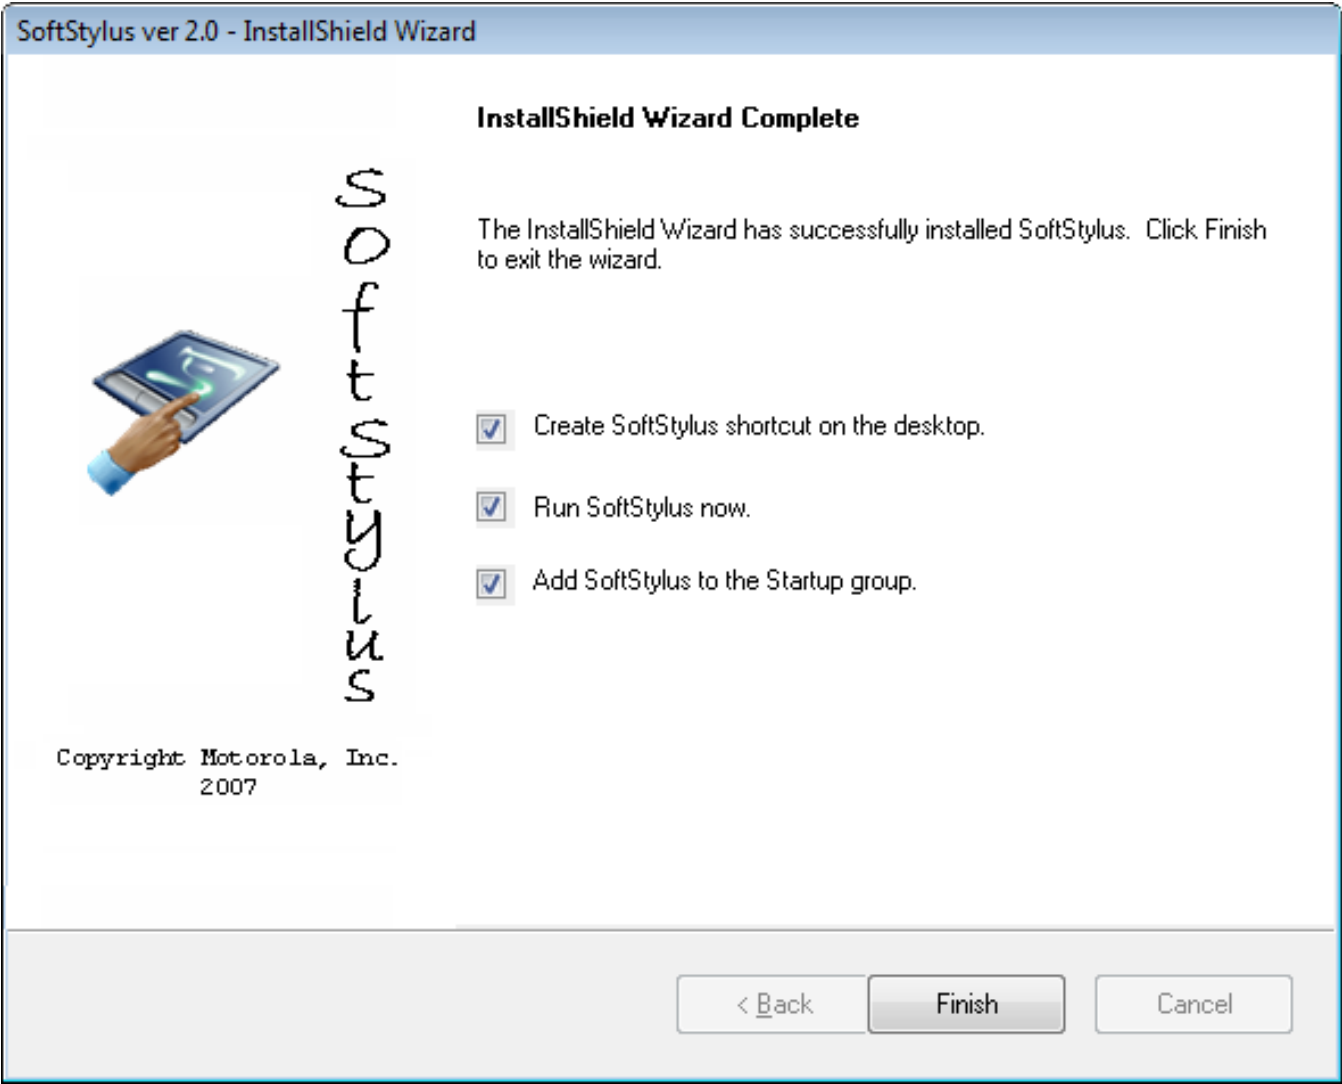 SoftStylus ver 2.0 - InstallShield Wizard
InstallShield Wizard Complete
The InstallShield Wizard has successfully installed SoftStylus. Click Finish
to exit the wizard.
Create SoftStylus shortcut on the desktop.
Run SoftStylus now.
Add SoftStylus to the Startup group.
SoftStylus
Copyright Motorola, Inc.
2007
< Back
Finish
Cancel